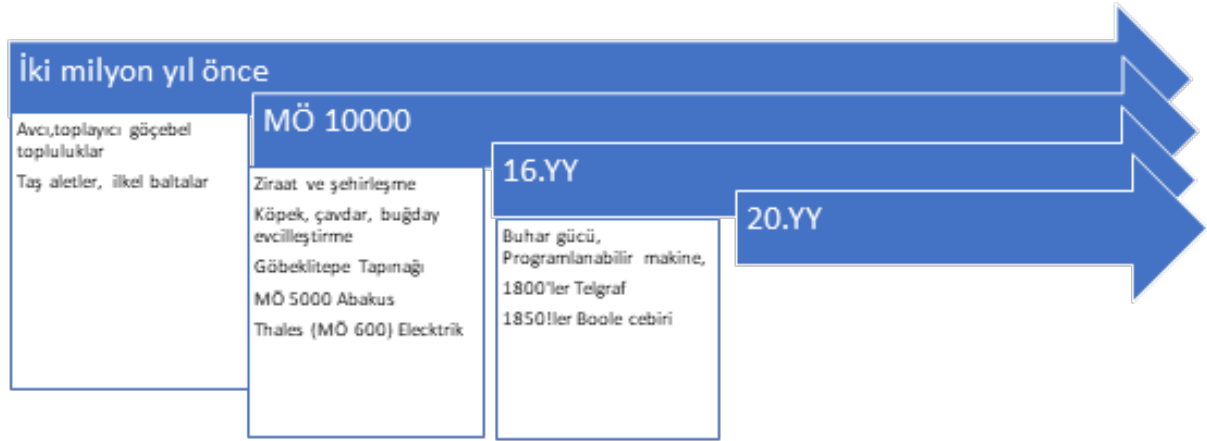 İki milyon yıl önce
Avcı,toplayıcı göçebel
topluluklar
Taş aletler, ilkel baltalar
MÖ 10000
Ziraat ve şehirleşme
Köpek, çavdar, buğday
evcilleştirme
Göbeklitepe Tapınağı
MÖ 5000 Abakus
Thales (MÖ 600) Elecktrik
16.YY
Buhar gücü,
Programlanabilir makine,
1800'ler Telgraf
1850!ler Boole cebiri
20.YY